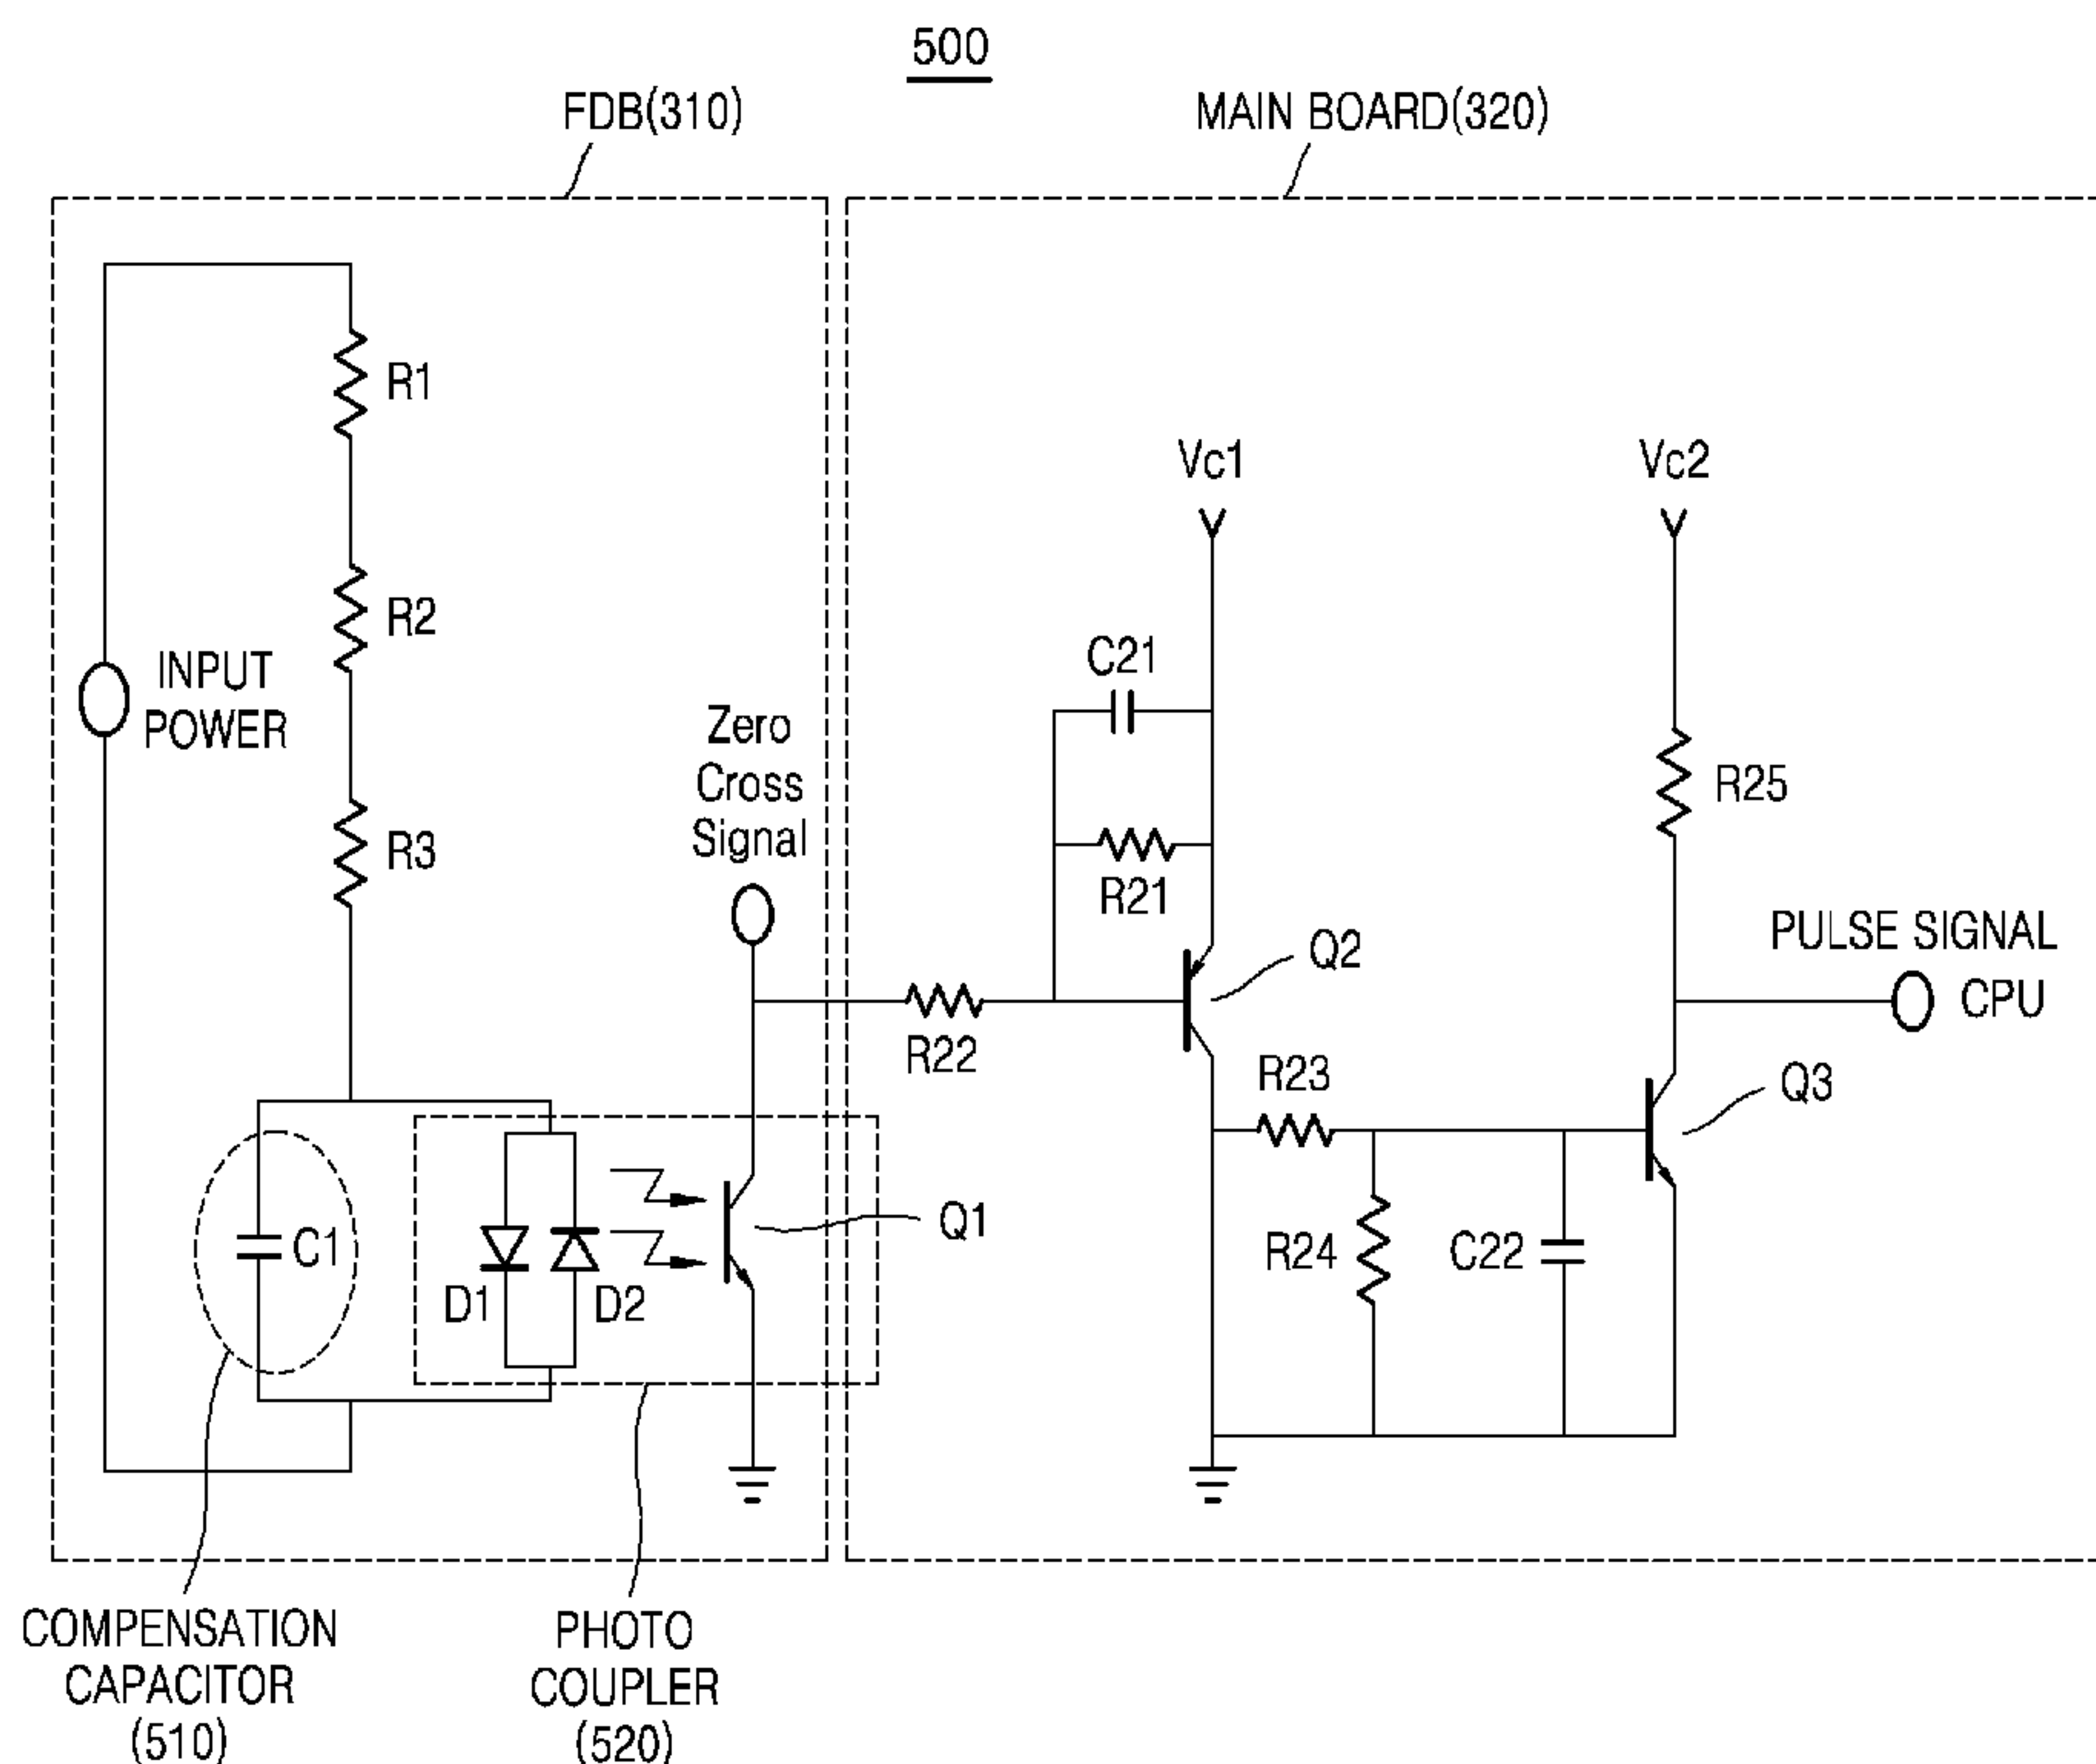 500
FDB(310)
MAIN BOARD(320)
R1
R2
R3
INPUT
POWER
Zero
Cross
Signal
Vc1
Vc2
C21
R21
R25
Q2
PULSE SIGNAL
CPU
R22
R23
Q3
C1
D1
D2
Q1
R24
C22
COMPENSATION
CAPACITOR
(510)
PHOTO
COUPLER
(520)